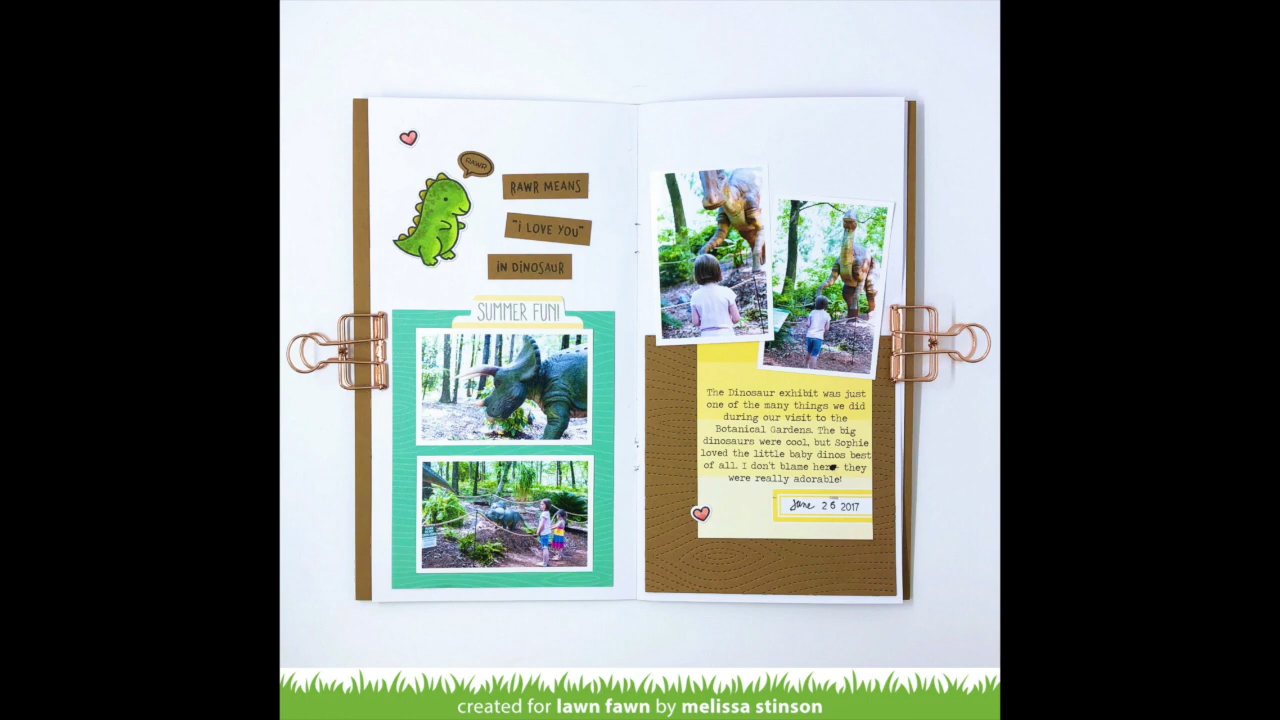 RAWR
RAWR MEANS
"I LOVE YOU"
IN DINOSAUR
SUMMER FUN!
The Dinosaur exhibit was just
one of the many things we did
during our visit to the
Botanical Gardens. The big
dinosaurs were cool, but Sophie
loved the little baby dinos best
of all. I don't blame her they
were really adorable!
June 26 2017
created for lawn fawn by melissa stinson